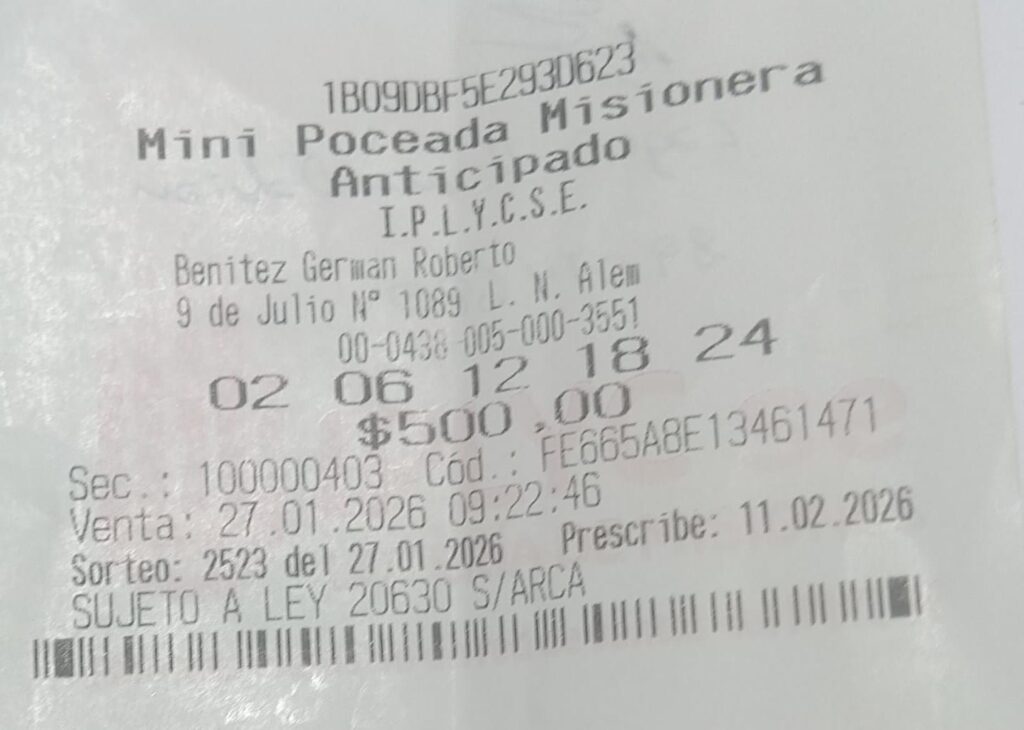 1B09DBF5E293D623
Mini Poceada Misionera
Anticipado
I.P.L.Y.C.S.E.
Benitez German Roberto
9 de Julio Nº 1089 L. N. Alem
00-0438 005-000-3551
02 06 12 18 24
$500,00
Sec.: 100000403 Cód.: FE665A8E13461471
Venta: 27.01.2026 09:22:46
Sorteo: 2523 del 27.01.2026 Prescribe: 11.02.2026
SUJETO A LEY 20630 S/ARCA